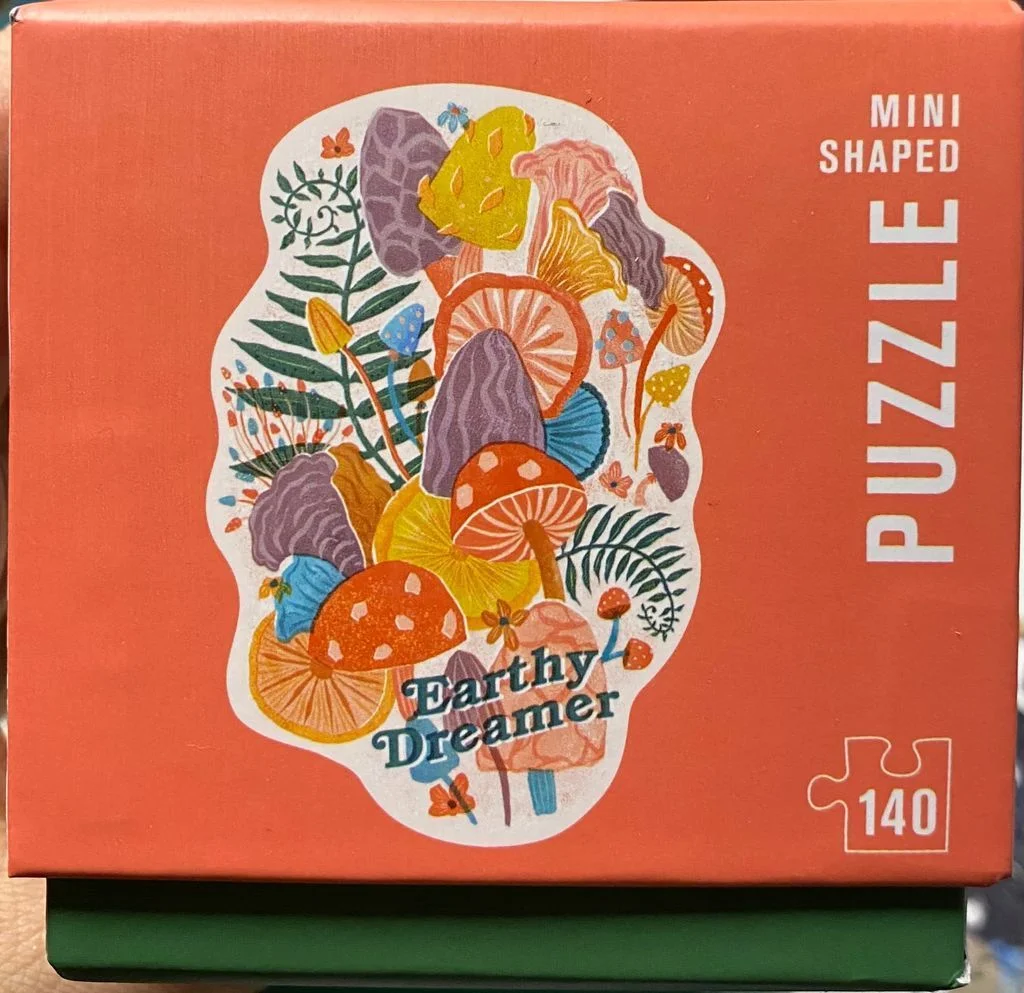 MINI
SHAPED
PUZZLE
Earthy
Dreamer
140